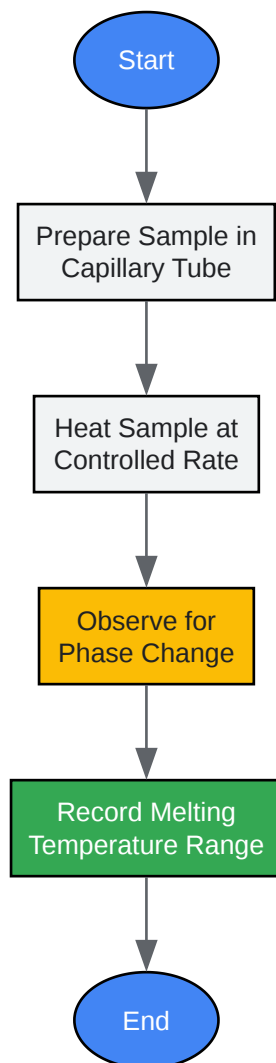 Start
Prepare Sample in
Capillary Tube
Heat Sample at
Controlled Rate
Observe for
Phase Change
Record Melting
Temperature Range
End